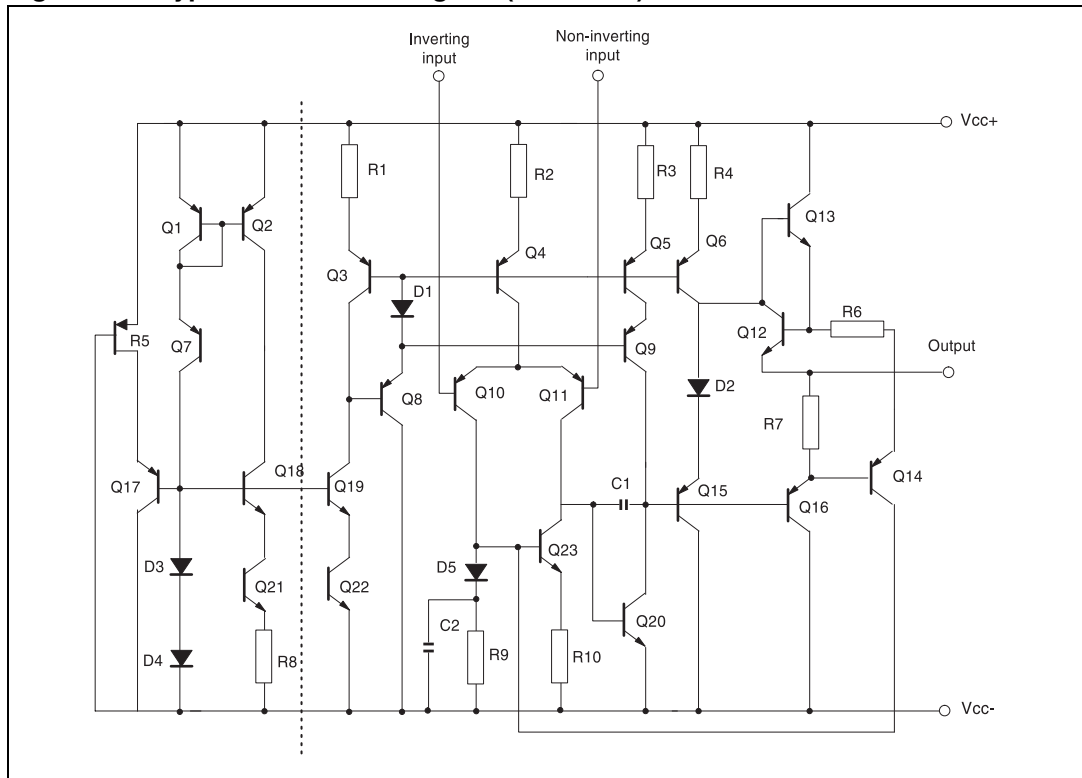 Inverting
input
Non-inverting
input
Vcc+
R1
R2
R3
R4
Q13
Q1
Q2
Q5
Q6
Q4
Q3
D1
R6
R5
Q7
Q12
Output
Q9
Q10
Q11
D2
Q8
R7
Q17
Q18
Q19
C1
Q15
Q14
Q16
Q23
D5
D3
Q21
Q22
C2
Q20
D4
R8
R9
R10
Vcc-